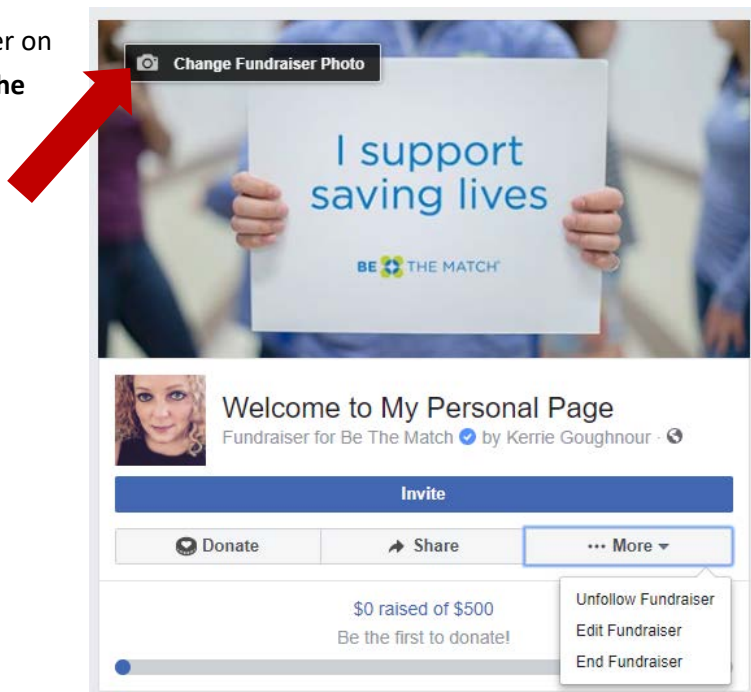 er on
he
Change Fundraiser Photo
I support
saving lives
BE THE MATCH®
Welcome to My Personal Page
Fundraiser for Be The Match by Kerrie Goughnour ·
Invite
Donate
Share
··· More
Unfollow Fundraiser
Edit Fundraiser
End Fundraiser
$0 raised of $500
Be the first to donate!